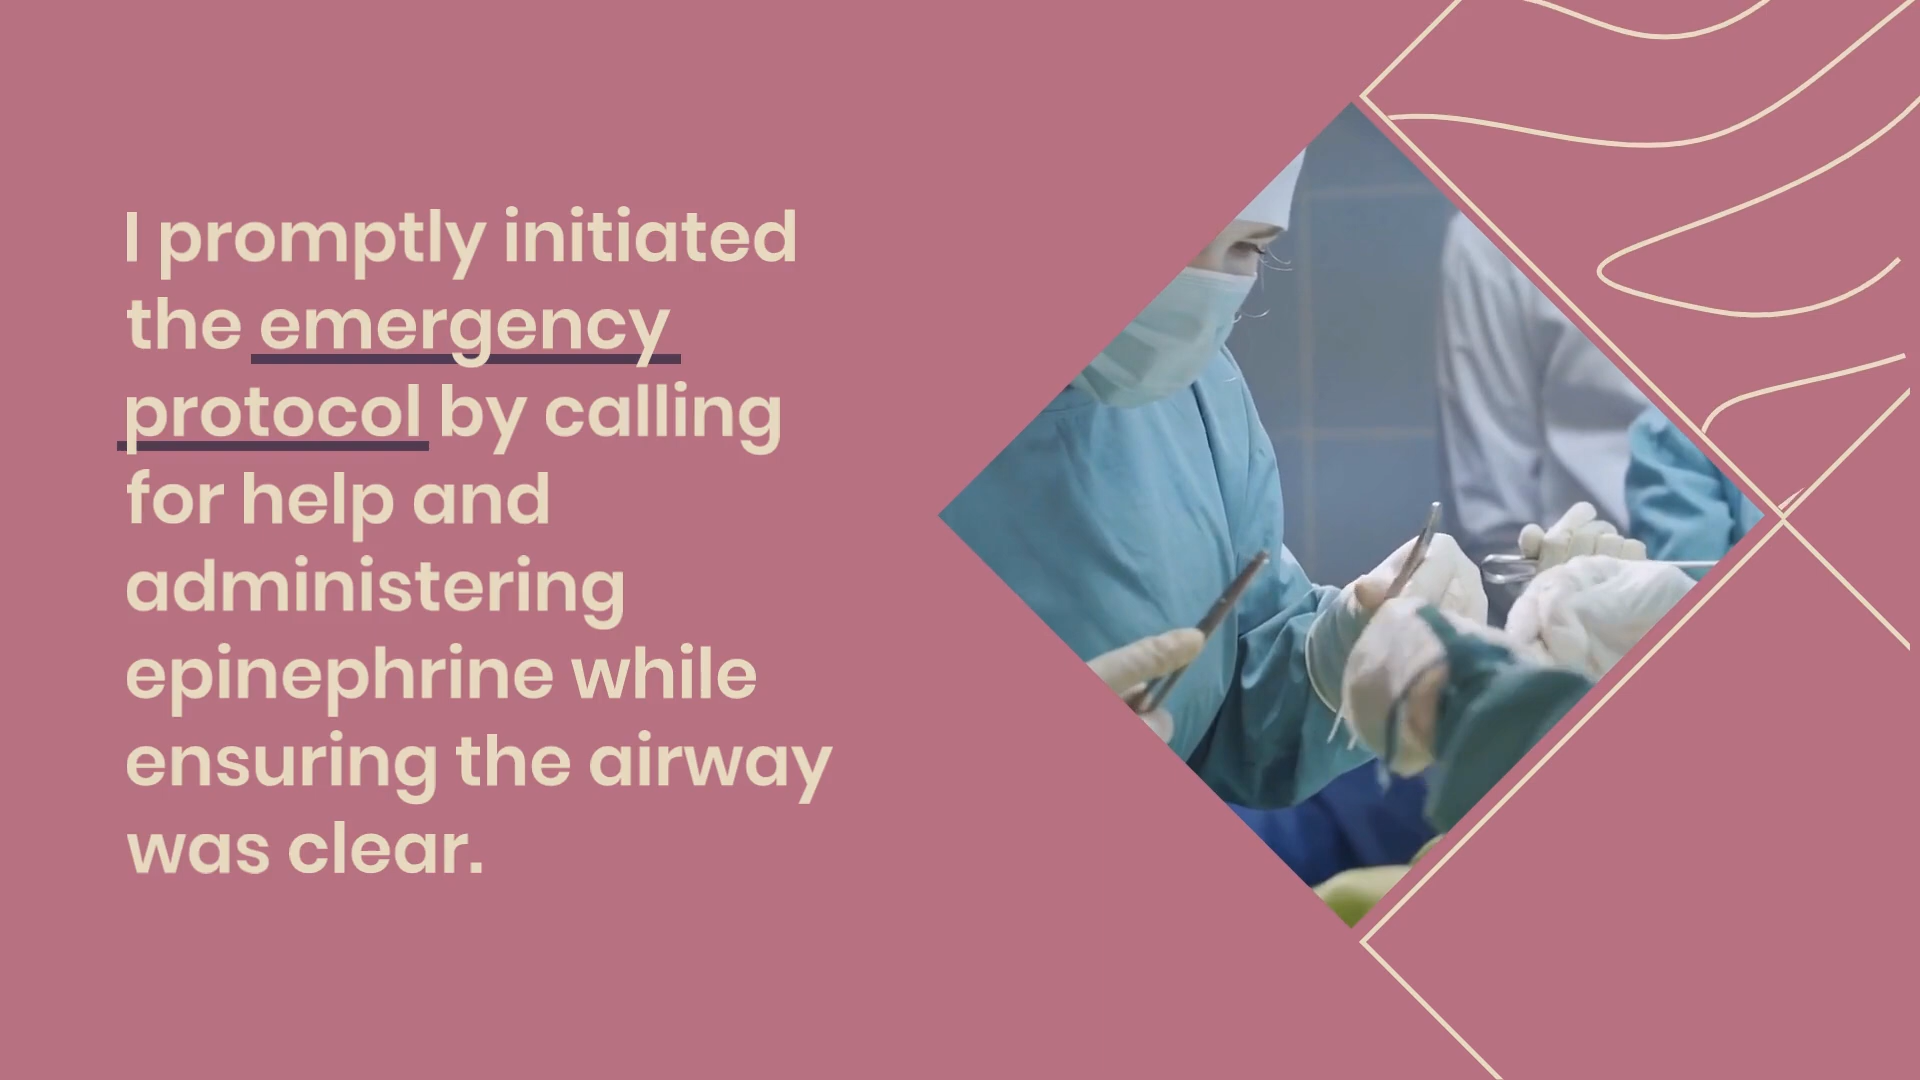 I promptly initiated
the emergency
protocol by calling
for help and
administering
epinephrine while
ensuring the airway
was clear.